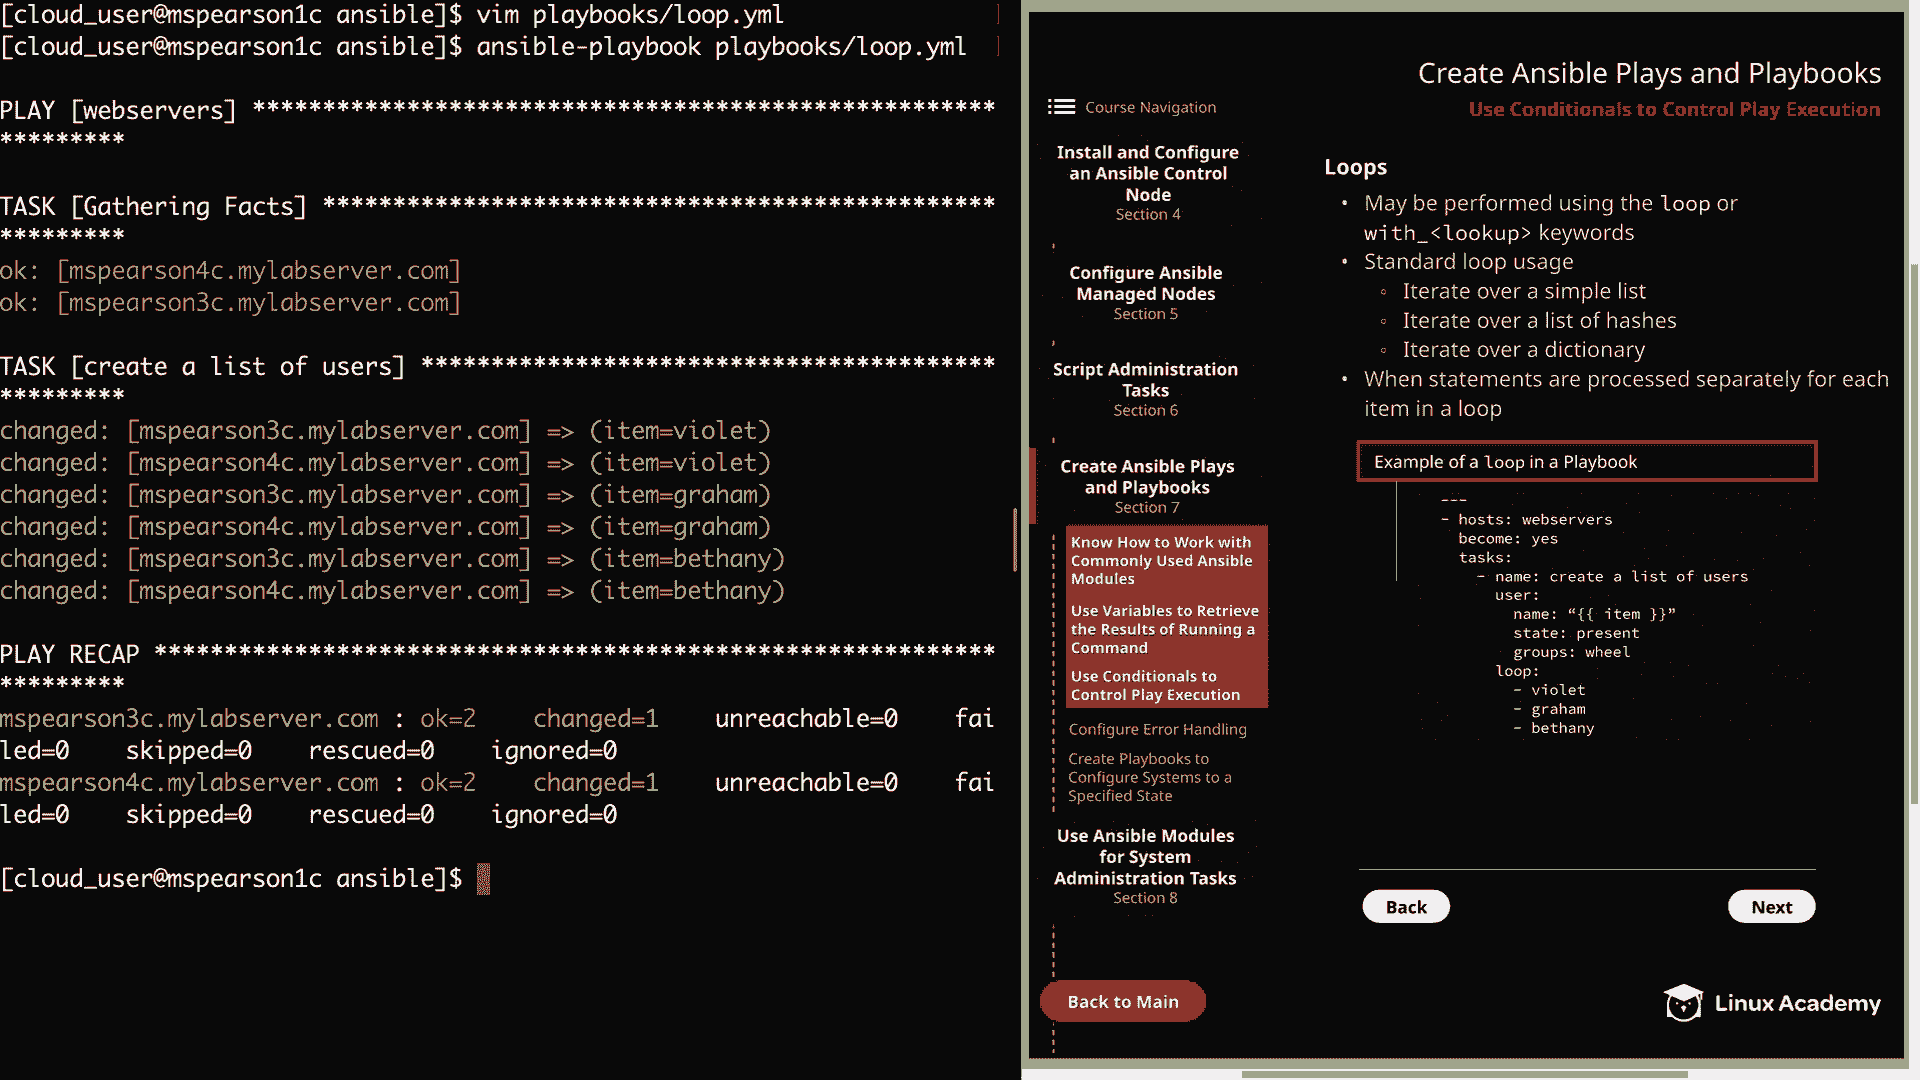 [cloud_user@mspearson1c ansible]$ vim playbooks/loop.yml
[cloud_user@mspearson1c ansible]$ ansible-playbook playbooks/loop.yml
PLAY [webservers] *****************************************************
*********
TASK [Gathering Facts] ************************************************
*********
ok: [mspearson4c.mylabserver.com]
ok: [mspearson3c.mylabserver.com]
TASK [create a list of users] *****************************************
*********
changed: [mspearson3c.mylabserver.com] => (item=violet)
changed: [mspearson4c.mylabserver.com] => (item=violet)
changed: [mspearson3c.mylabserver.com] => (item=graham)
changed: [mspearson4c.mylabserver.com] => (item=graham)
changed: [mspearson3c.mylabserver.com] => (item=bethany)
changed: [mspearson4c.mylabserver.com] => (item=bethany)
PLAY RECAP ************************************************************
*********
mspearson3c.mylabserver.com : ok=2    changed=1    unreachable=0    fai
led=0    skipped=0    rescued=0    ignored=0
mspearson4c.mylabserver.com : ok=2    changed=1    unreachable=0    fai
led=0    skipped=0    rescued=0    ignored=0
[cloud_user@mspearson1c ansible]$
Create Ansible Plays and Playbooks
Use Conditionals to Control Play Execution
Course Navigation
Install and Configure
an Ansible Control
Node
Section 4
Configure Ansible
Managed Nodes
Section 5
Script Administration
Tasks
Section 6
Create Ansible Plays
and Playbooks
Section 7
Know How to Work with
Commonly Used Ansible
Modules
Use Variables to Retrieve
the Results of Running a
Command
Use Conditionals to
Control Play Execution
Configure Error Handling
Create Playbooks to
Configure Systems to a
Specified State
Use Ansible Modules
for System
Administration Tasks
Section 8
Back to Main
Loops
• May be performed using the loop or
with_<lookup> keywords
• Standard loop usage
◦ Iterate over a simple list
◦ Iterate over a list of hashes
◦ Iterate over a dictionary
• When statements are processed separately for each
item in a loop
Example of a loop in a Playbook
---
- hosts: webservers
  become: yes
  tasks:
    - name: create a list of users
      user:
        name: “{{ item }}”
        state: present
        groups: wheel
      loop:
        - violet
        - graham
        - bethany
Back
Next
Linux Academy